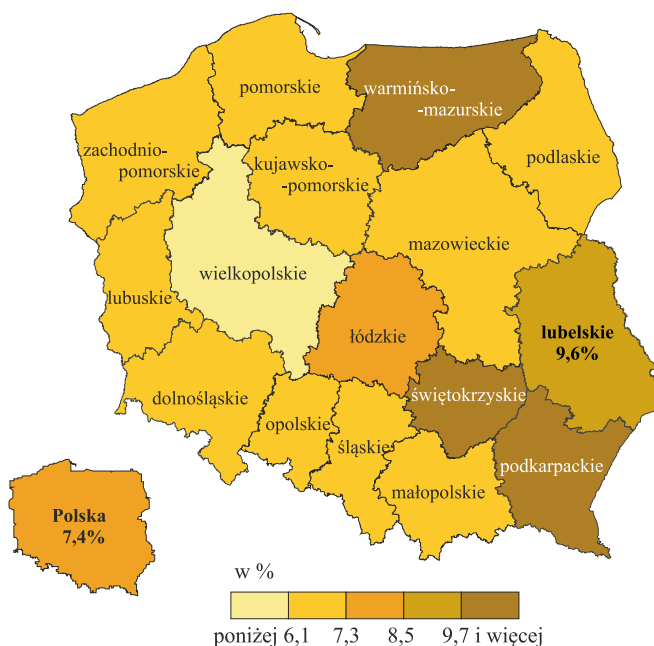 pomorskie
warmińsko-
-mazurskie
zachodnio-
pomorskie
kujawsko-
-pomorskie
podlaskie
mazowieckie
wielkopolskie
lubuskie
łódzkie
lubelskie
9,6%
dolnośląskie
świętokrzyskie
opolskie
śląskie
podkarpackie
małopolskie
Polska
7,4%
w %
poniżej 6,1 7,3 8,5 9,7 i więcej